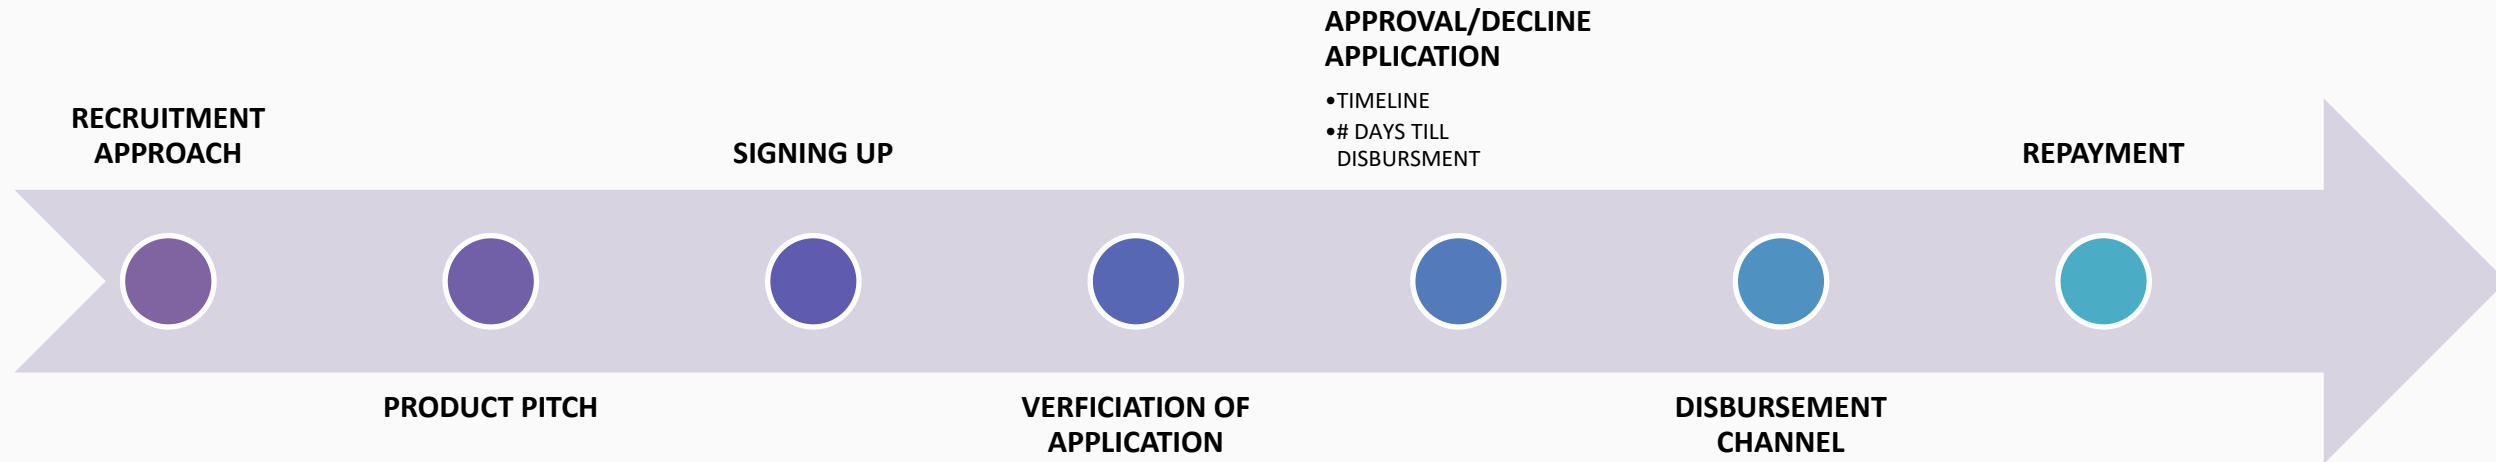 RECRUITMENT
APPROACH
PRODUCT PITCH
SIGNING UP
VERFICIATION OF
APPLICATION
APPROVAL/DECLINE
APPLICATION
•TIMELINE
•# DAYS TILL
DISBURSMENT
DISBURSEMENT
CHANNEL
REPAYMENT